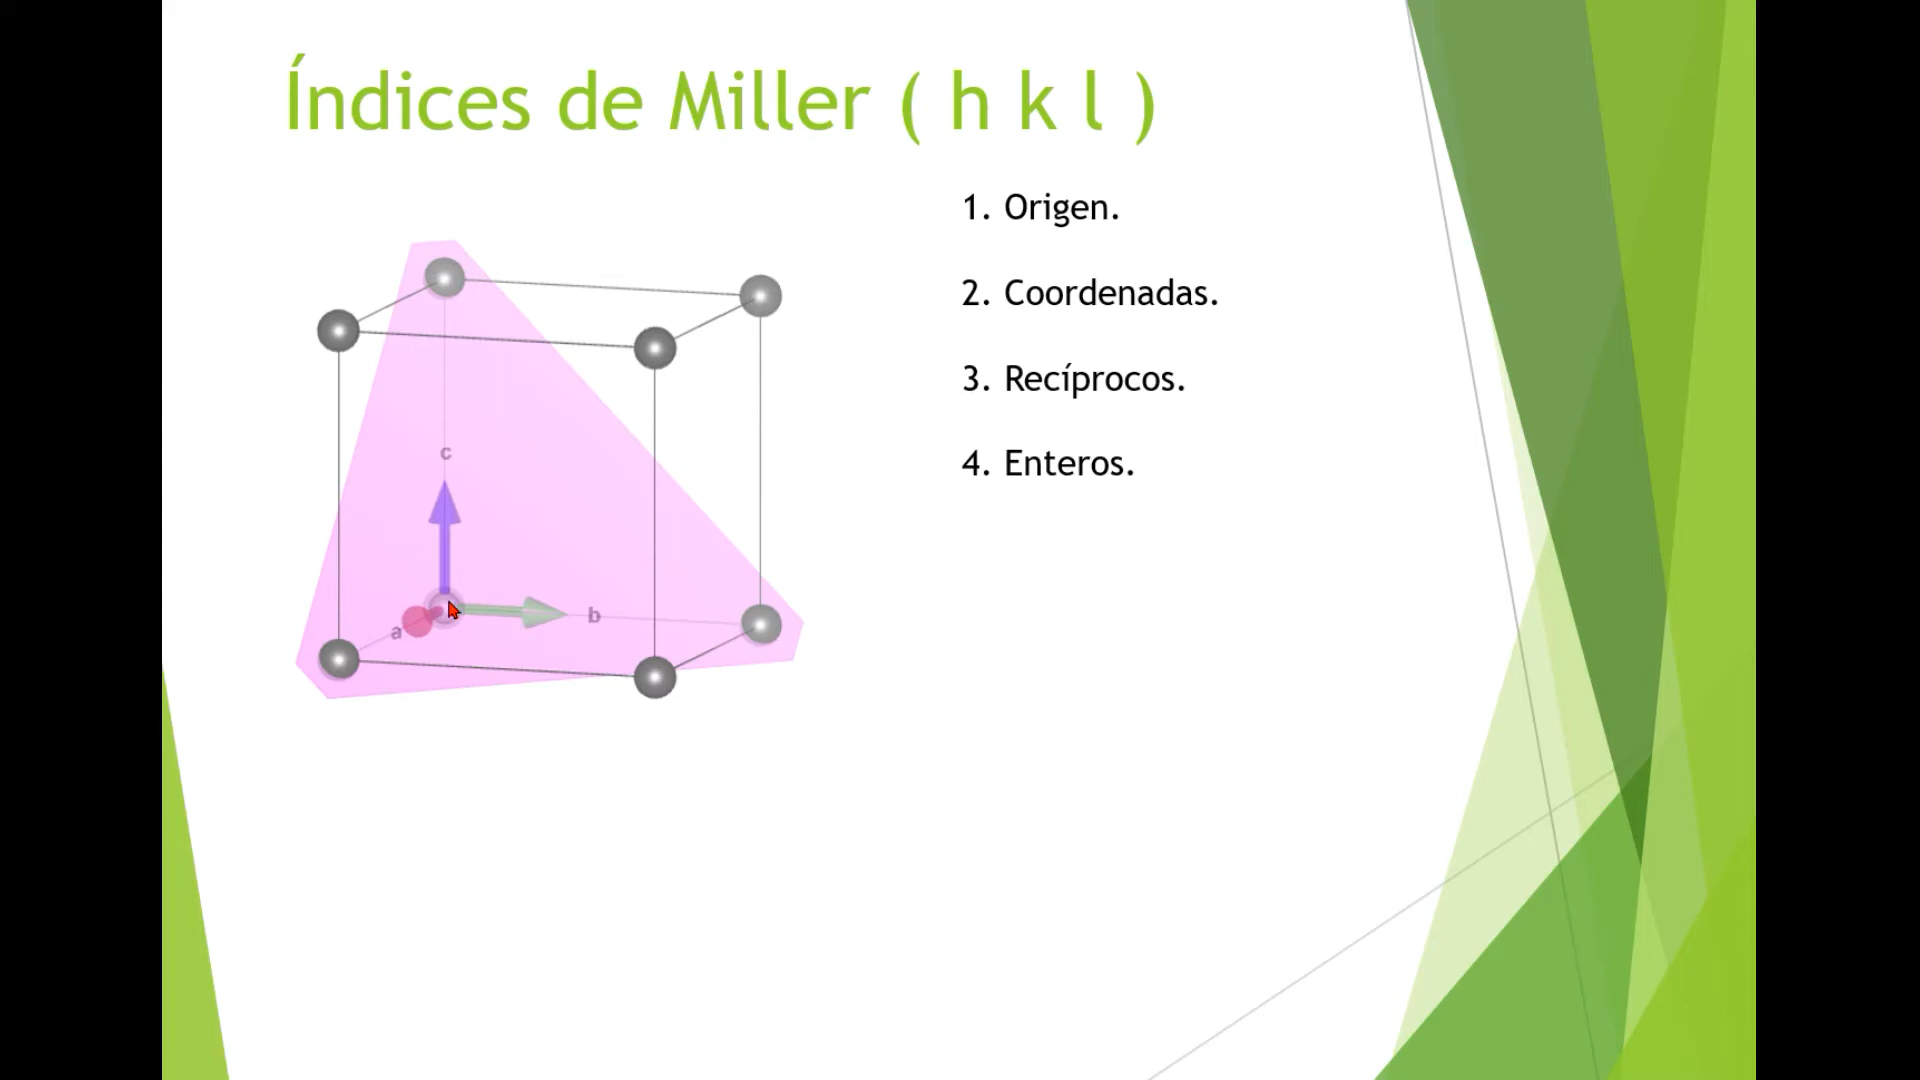 Índices de Miller ( h k l )
1. Origen.
2. Coordenadas.
3. Recíprocos.
4. Enteros.
c
b
a